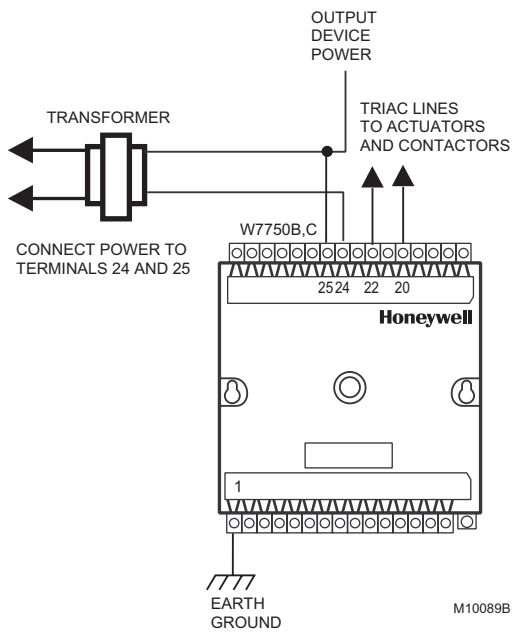 OUTPUT
DEVICE
POWER
TRANSFORMER
TRIAC LINES
TO ACTUATORS
AND CONTACTORS
W7750B,C
CONNECT POWER TO
TERMINALS 24 AND 25
25 24 22 20
Honeywell
1
EARTH
GROUND
M10089B